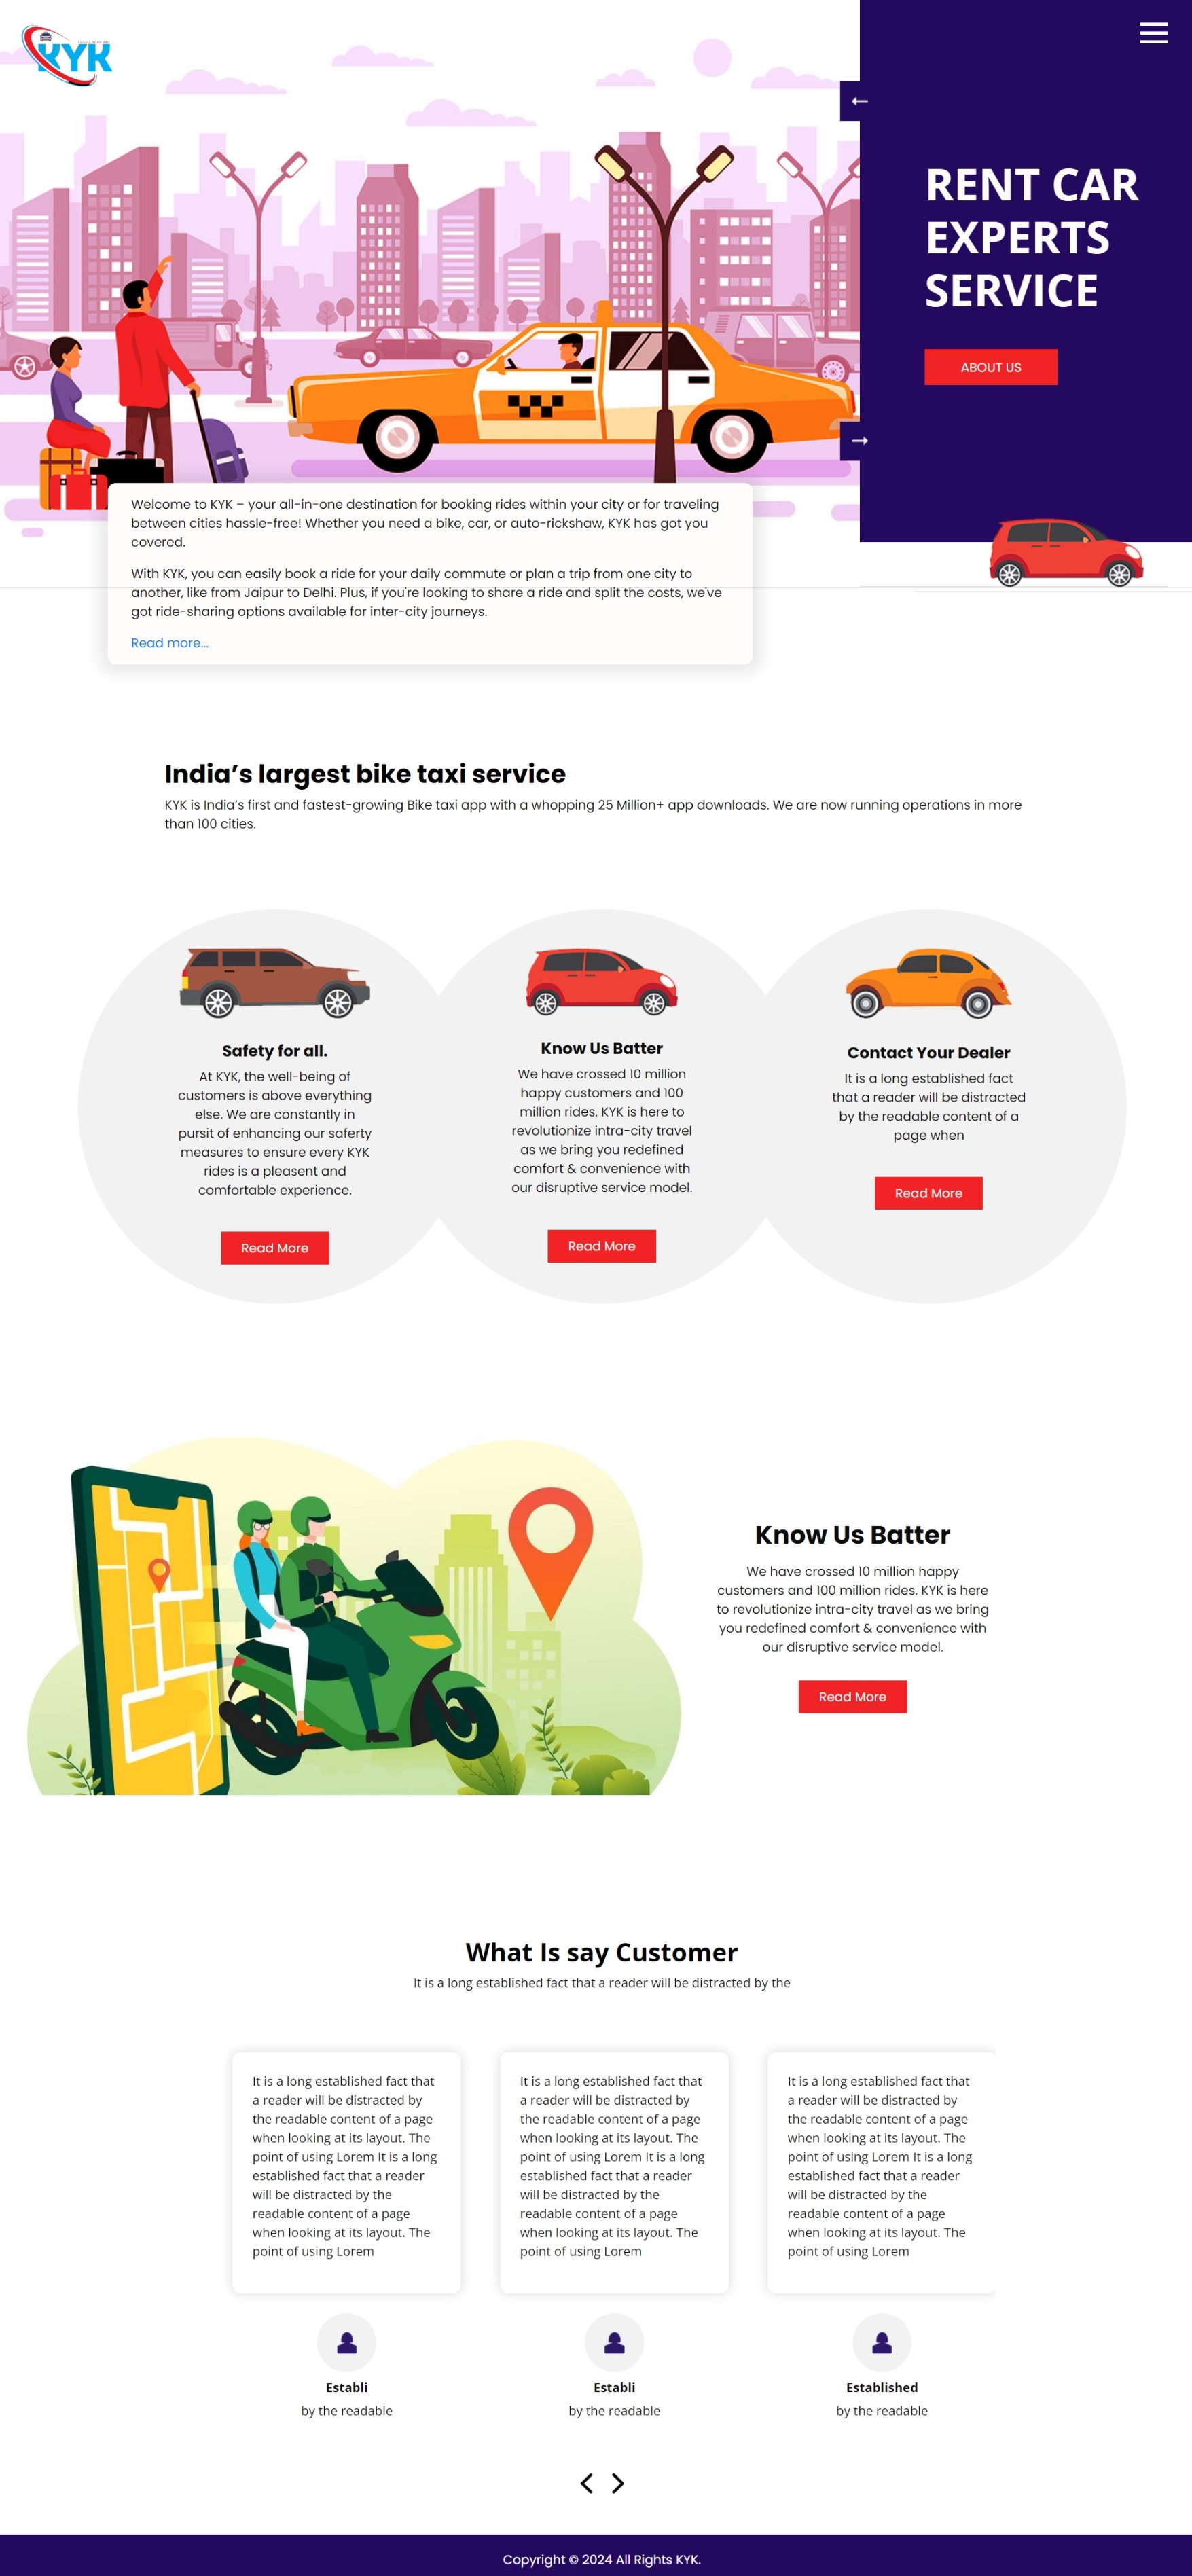 KYK
RENT CAR
EXPERTS
SERVICE
ABOUT US
Welcome to KYK – your all-in-one destination for booking rides within your city or for traveling
between cities hassle-free! Whether you need a bike, car, or auto-rickshaw, KYK has got you
covered.
With KYK, you can easily book a ride for your daily commute or plan a trip from one city to
another, like from Jaipur to Delhi. Plus, if you're looking to share a ride and split the costs, we've
got ride-sharing options available for inter-city journeys.
Read more...
India’s largest bike taxi service
KYK is India’s first and fastest-growing Bike taxi app with a whopping 25 Million+ app downloads. We are now running operations in more
than 100 cities.
Safety for all.
At KYK, the well-being of
customers is above everything
else. We are constantly in
pursit of enhancing our saferty
measures to ensure every KYK
rides is a pleasent and
comfortable experience.
Read More
Know Us Batter
We have crossed 10 million
happy customers and 100
million rides. KYK is here to
revolutionize intra-city travel
as we bring you redefined
comfort & convenience with
our disruptive service model.
Read More
Contact Your Dealer
It is a long established fact
that a reader will be distracted
by the readable content of a
page when
Read More
Know Us Batter
We have crossed 10 million happy
customers and 100 million rides. KYK is here
to revolutionize intra-city travel as we bring
you redefined comfort & convenience with
our disruptive service model.
Read More
What Is say Customer
It is a long established fact that a reader will be distracted by the
It is a long established fact that
a reader will be distracted by
the readable content of a page
when looking at its layout. The
point of using Lorem It is a long
established fact that a reader
will be distracted by the
readable content of a page
when looking at its layout. The
point of using Lorem
Establi
by the readable
It is a long established fact that
a reader will be distracted by
the readable content of a page
when looking at its layout. The
point of using Lorem It is a long
established fact that a reader
will be distracted by the
readable content of a page
when looking at its layout. The
point of using Lorem
Establi
by the readable
It is a long established fact that
a reader will be distracted by
the readable content of a page
when looking at its layout. The
point of using Lorem It is a long
established fact that a reader
will be distracted by the
readable content of a page
when looking at its layout. The
point of using Lorem
Established
by the readable
Copyright © 2024 All Rights KYK.